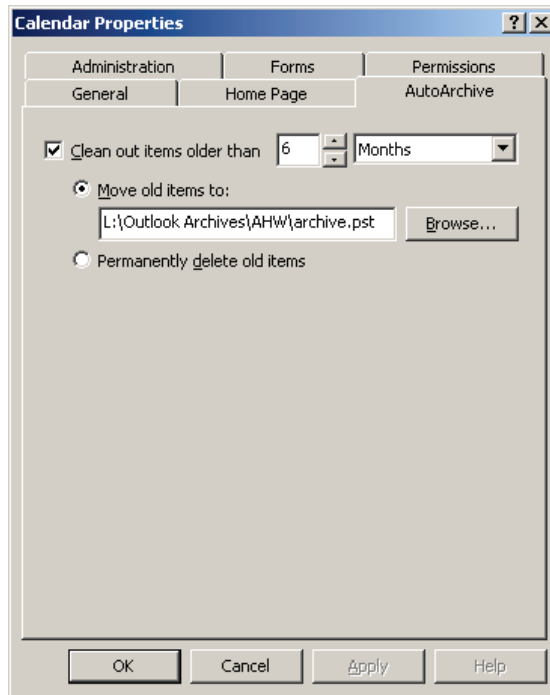 Calendar Properties
Administration Forms Permissions
General Home Page AutoArchive
Clean out items older than 6 Months
Move old items to:
L:\Outlook Archives\AHW\archive.pst Browse...
Permanently delete old items
OK Cancel Apply Help